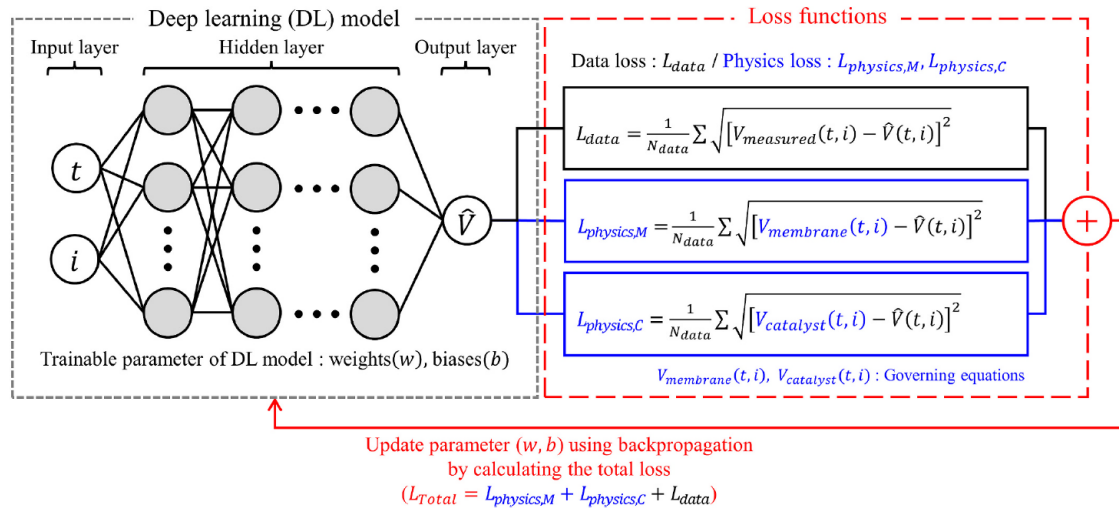 Deep learning (DL) model
Input layer
Hidden layer
Output layer
t
i
V̂
Trainable parameter of DL model : weights(w), biases(b)
Loss functions
Data loss : L_data / Physics loss : L_physics,M, L_physics,C
L_data = 1/N_data ∑ √[V_measured(t, i) − V̂(t, i)]²
L_physics,M = 1/N_data ∑ √[V_membrane(t, i) − V̂(t, i)]²
L_physics,C = 1/N_data ∑ √[V_catalyst(t, i) − V̂(t, i)]²
V_membrane(t, i), V_catalyst(t, i) : Governing equations
+
Update parameter (w, b) using backpropagation
by calculating the total loss
(L_Total = L_physics,M + L_physics,C + L_data)